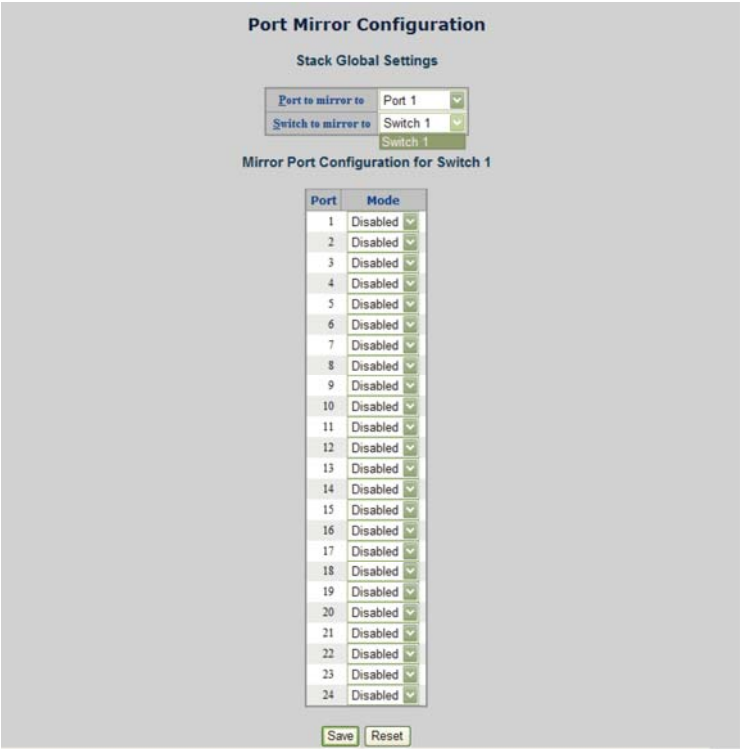 Port Mirror Configuration
Stack Global Settings
Port to mirror to Port 1
Switch to mirror to Switch 1
Switch 1
Mirror Port Configuration for Switch 1
Port Mode
1 Disabled
2 Disabled
3 Disabled
4 Disabled
5 Disabled
6 Disabled
7 Disabled
8 Disabled
9 Disabled
10 Disabled
11 Disabled
12 Disabled
13 Disabled
14 Disabled
15 Disabled
16 Disabled
17 Disabled
18 Disabled
19 Disabled
20 Disabled
21 Disabled
22 Disabled
23 Disabled
24 Disabled
Save Reset